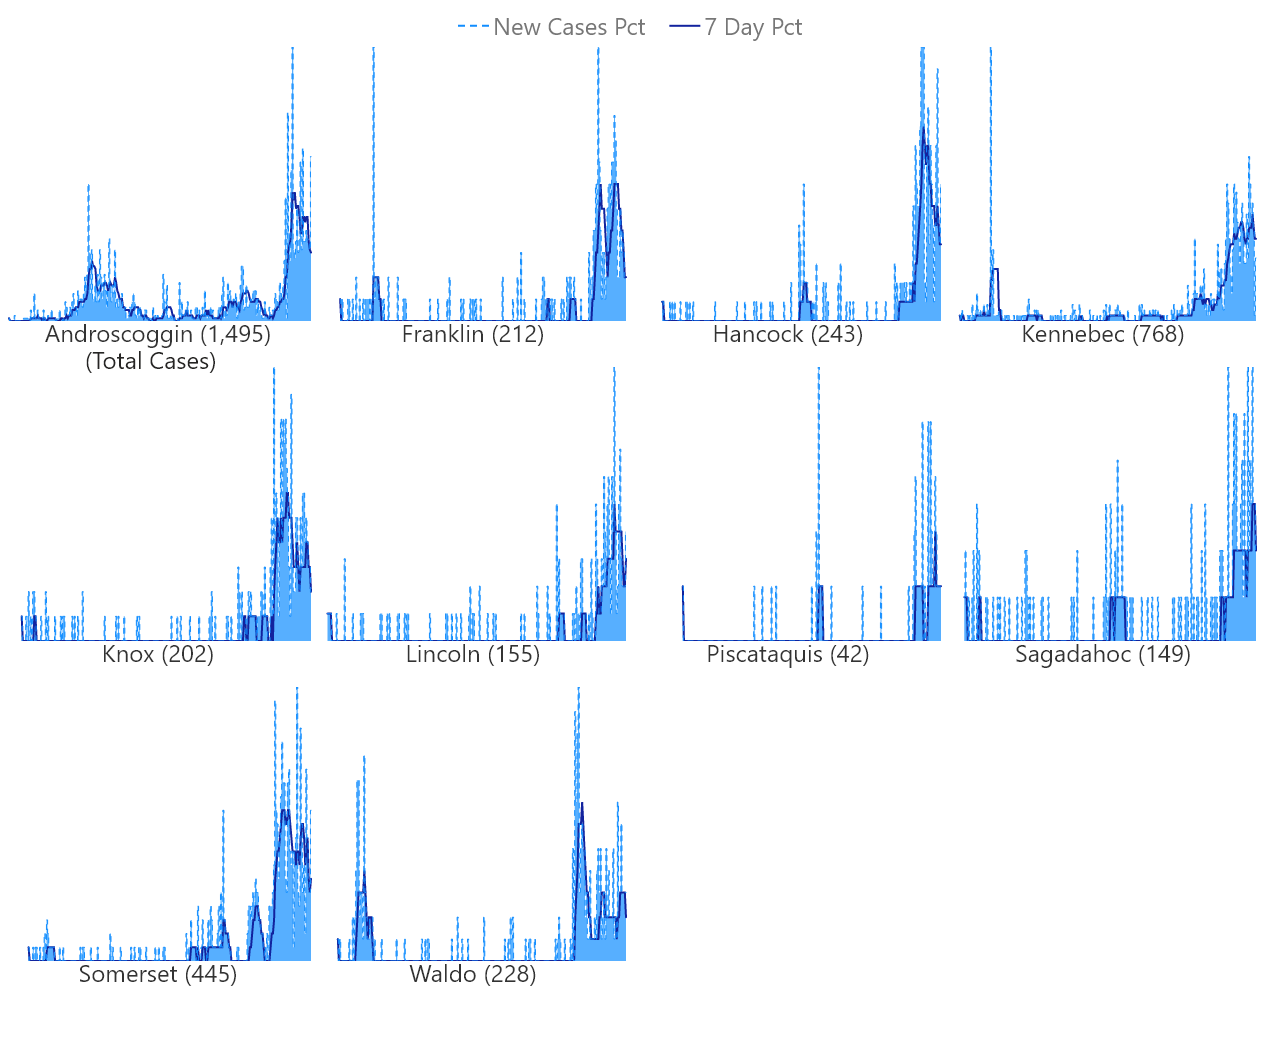 New Cases Pct 7 Day Pct
Androscoggin (1,495)
(Total Cases)
Franklin (212)
Hancock (243)
Kennebec (768)
Knox (202)
Lincoln (155)
Piscataquis (42)
Sagadahoc (149)
Somerset (445)
Waldo (228)